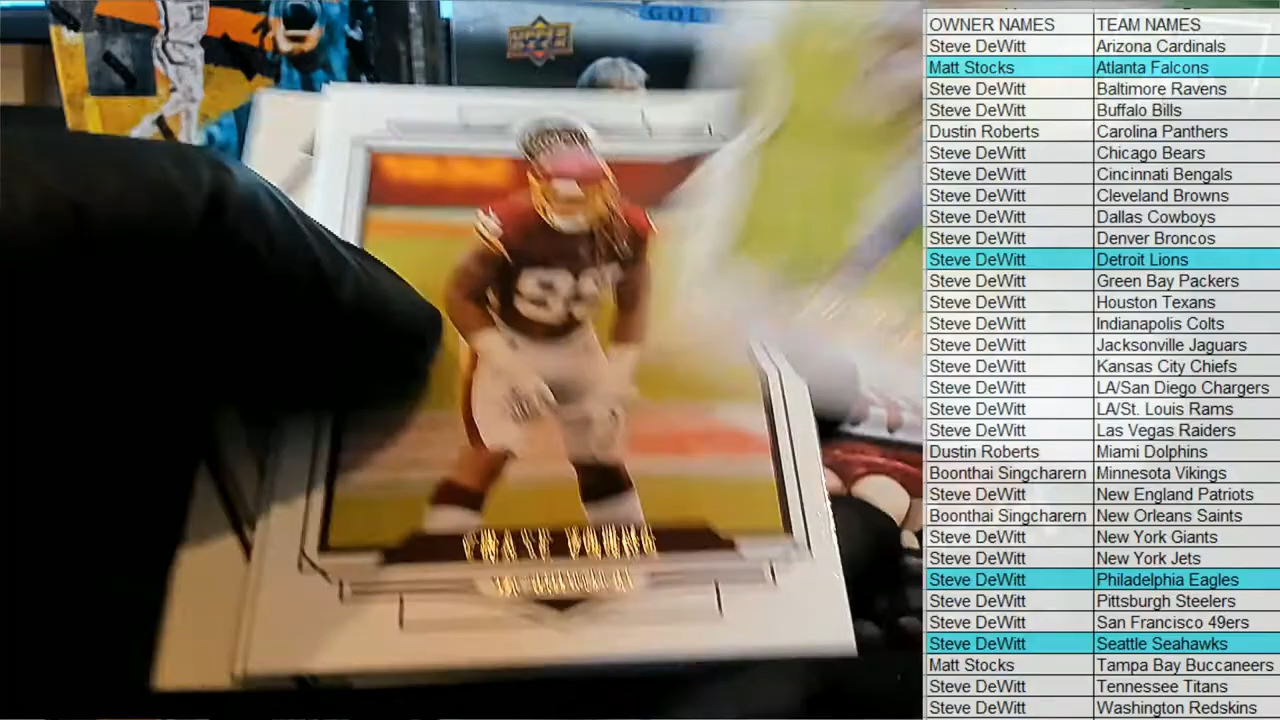 UPPER DECK
GOL
99
CHASE YOUNG
OWNER NAMES TEAM NAMES
Steve DeWitt Arizona Cardinals
Matt Stocks Atlanta Falcons
Steve DeWitt Baltimore Ravens
Steve DeWitt Buffalo Bills
Dustin Roberts Carolina Panthers
Steve DeWitt Chicago Bears
Steve DeWitt Cincinnati Bengals
Steve DeWitt Cleveland Browns
Steve DeWitt Dallas Cowboys
Steve DeWitt Denver Broncos
Steve DeWitt Detroit Lions
Steve DeWitt Green Bay Packers
Steve DeWitt Houston Texans
Steve DeWitt Indianapolis Colts
Steve DeWitt Jacksonville Jaguars
Steve DeWitt Kansas City Chiefs
Steve DeWitt LA/San Diego Chargers
Steve DeWitt LA/St. Louis Rams
Steve DeWitt Las Vegas Raiders
Dustin Roberts Miami Dolphins
Boonthai Singcharern Minnesota Vikings
Steve DeWitt New England Patriots
Boonthai Singcharern New Orleans Saints
Steve DeWitt New York Giants
Steve DeWitt New York Jets
Steve DeWitt Philadelphia Eagles
Steve DeWitt Pittsburgh Steelers
Steve DeWitt San Francisco 49ers
Steve DeWitt Seattle Seahawks
Matt Stocks Tampa Bay Buccaneers
Steve DeWitt Tennessee Titans
Steve DeWitt Washington Redskins